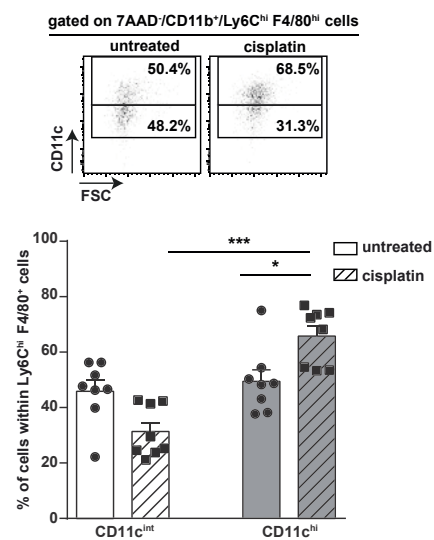 gated on 7AAD⁻/CD11b⁺/Ly6Cʰⁱ F4/80ʰⁱ cells
untreated cisplatin
50.4% 68.5%
48.2% 31.3%
CD11c
FSC
% of cells within Ly6Cʰⁱ F4/80⁺ cells
100
80
60
40
20
0
***
*
untreated
cisplatin
CD11cⁱⁿᵗ CD11cʰⁱ